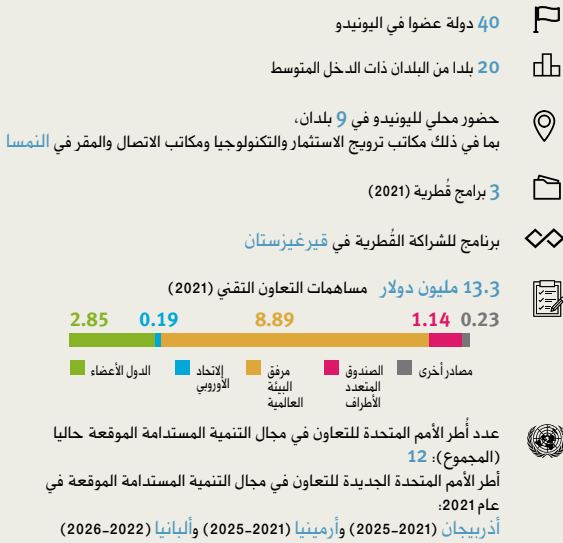 40 دولة عضوا في اليونيدو
20 بلدا من البلدان ذات الدخل المتوسط
حضور محلي لليونيدو في 9 بلدان،
بما في ذلك مكاتب ترويج الاستثمار والتكنولوجيا ومكاتب الاتصال والمقر في النمسا
3 برامج قُطرية (2021)
برنامج للشراكة القُطرية في قيرغيزستان
13.3 مليون دولار مساهمات التعاون التقني (2021)
0.23 1.14 8.89 0.19 2.85
مصادر أخرى
الصندوق
المتعدد
الأطراف
مرفق
البيئة
العالمية
الاتحاد
الأوروبي
الدول الأعضاء
عدد أُطر الأمم المتحدة للتعاون في مجال التنمية المستدامة الموقعة حاليا
(المجموع): 12
أطر الأمم المتحدة الجديدة للتعاون في مجال التنمية المستدامة الموقعة في
عام 2021:
أذربيجان (2021-2025) وأرمينيا (2021-2025) وألبانيا (2022-2026)